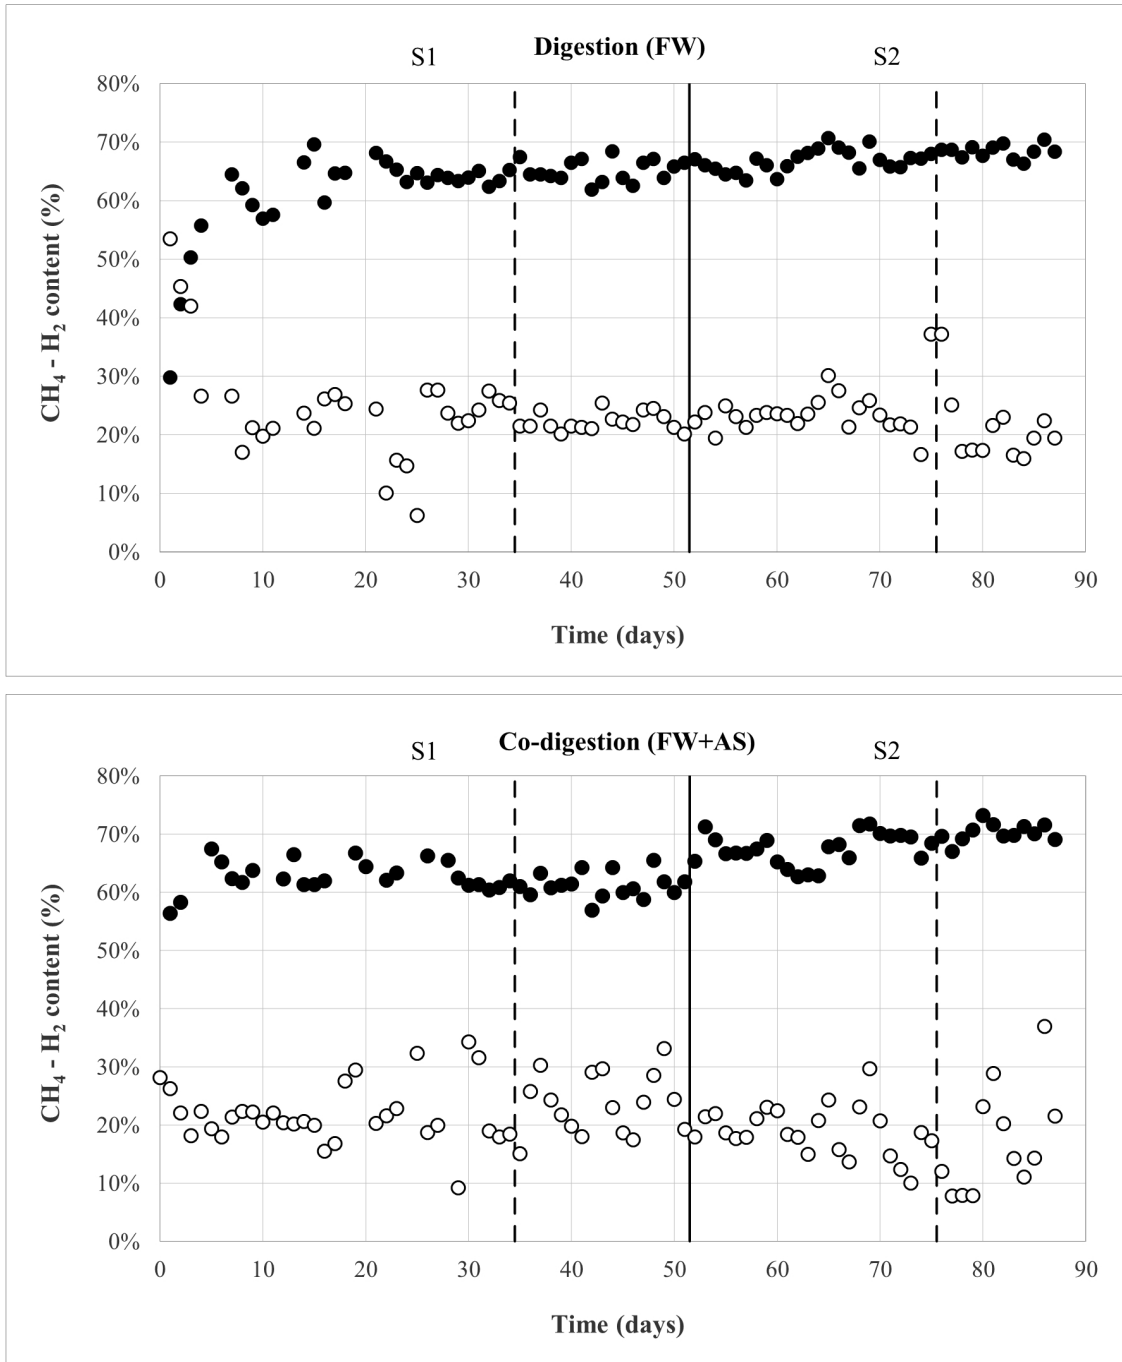 Digestion (FW)
S1 S2
80%
70%
60%
50%
40%
30%
20%
10%
0%
CH₄ - H₂ content (%)
0 10 20 30 40 50 60 70 80 90
Time (days)
Co-digestion (FW+AS)
S1 S2
80%
70%
60%
50%
40%
30%
20%
10%
0%
CH₄ - H₂ content (%)
0 10 20 30 40 50 60 70 80 90
Time (days)